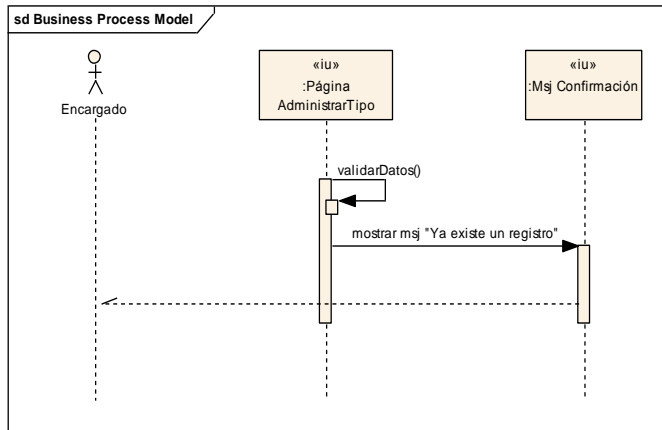 sd Business Process Model
Encargado
«iu»
:Página
AdministrarTipo
«iu»
:Msj Confirmación
validarDatos()
mostrar msj "Ya existe un registro"